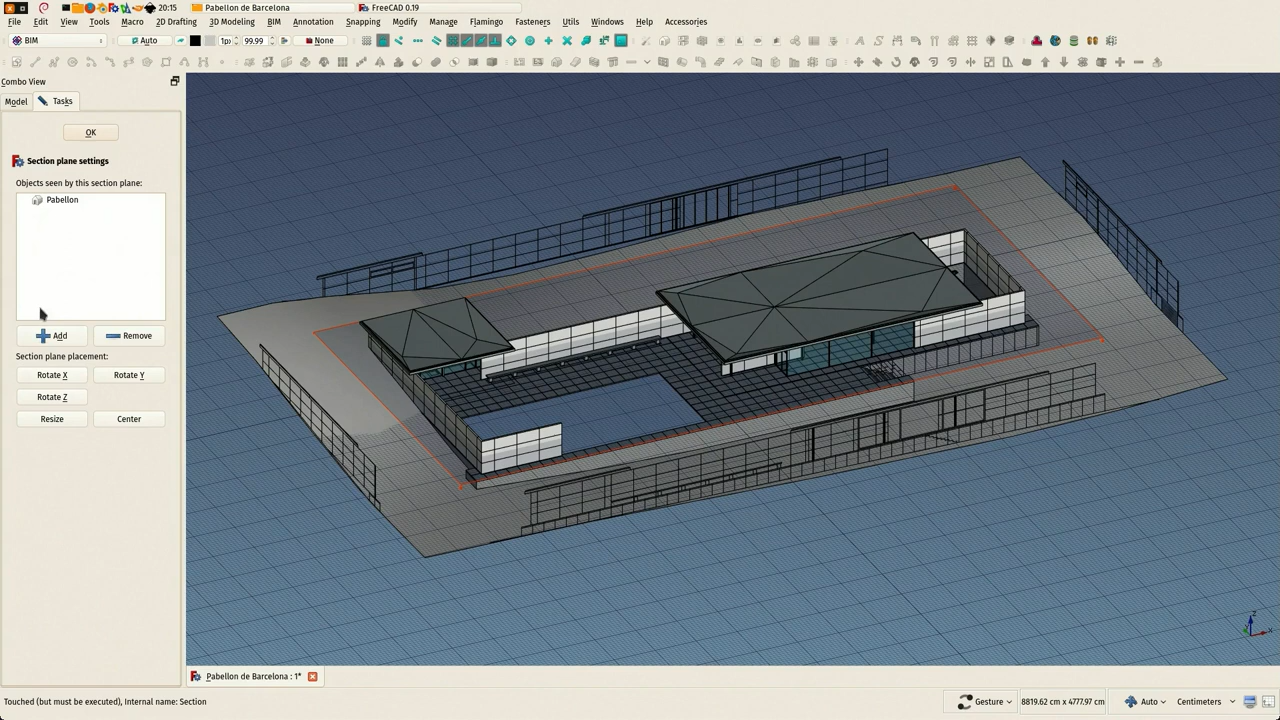 20:15 Pabellon de Barcelona FreeCAD 0.19
File Edit View Tools Macro 2D Drafting 3D Modeling BIM Annotation Snapping Modify Manage Flamingo Fasteners Utils Windows Help Accessories
BIM Auto 1px 99.99 None
Combo View
Model Tasks
OK
Section plane settings
Objects seen by this section plane:
Pabellon
Add Remove
Section plane placement:
Rotate X Rotate Y
Rotate Z
Resize Center
Z
X
Pabellon de Barcelona : 1*
Touched (but must be executed), Internal name: Section Gesture 8819.62 cm x 4777.97 cm Auto Centimeters